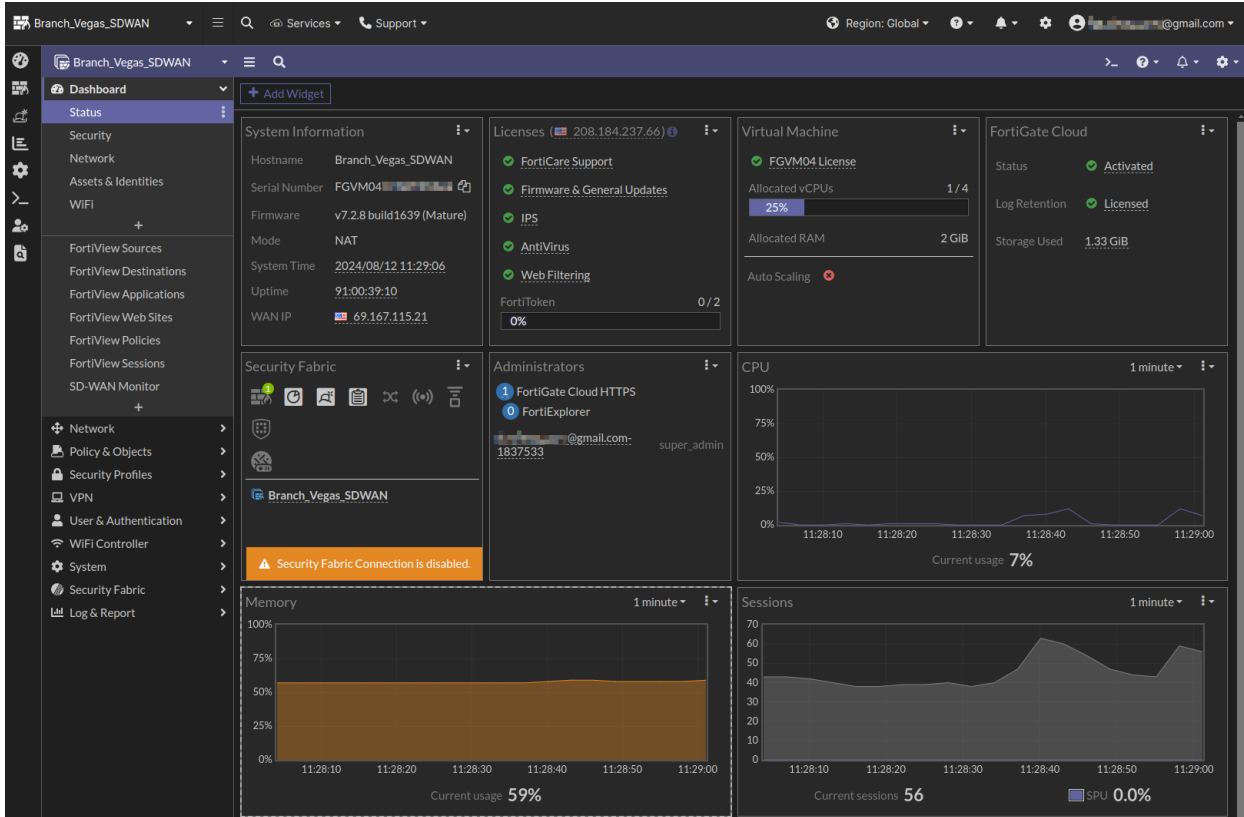 Branch_Vegas_SDWAN
Services
Support
Region: Global
@gmail.com
Branch_Vegas_SDWAN
Dashboard
Status
Security
Network
Assets & Identities
WiFi
+
FortiView Sources
FortiView Destinations
FortiView Applications
FortiView Web Sites
FortiView Policies
FortiView Sessions
SD-WAN Monitor
+
Network
Policy & Objects
Security Profiles
VPN
User & Authentication
WiFi Controller
System
Security Fabric
Log & Report
+ Add Widget
System Information
Hostname Branch_Vegas_SDWAN
Serial Number FGVM04
Firmware v7.2.8 build1639 (Mature)
Mode NAT
System Time 2024/08/12 11:29:06
Uptime 91:00:39:10
WAN IP 69.167.115.21
Licenses (208.184.237.66)
FortiCare Support
Firmware & General Updates
IPS
AntiVirus
Web Filtering
FortiToken 0 / 2
0%
Virtual Machine
FGVM04 License
Allocated vCPUs 1 / 4
25%
Allocated RAM 2 GiB
Auto Scaling
FortiGate Cloud
Status Activated
Log Retention Licensed
Storage Used 1.33 GiB
Security Fabric
1
Branch_Vegas_SDWAN
Security Fabric Connection is disabled.
Administrators
1 FortiGate Cloud HTTPS
0 FortiExplorer
@gmail.com-
1837533 super_admin
CPU 1 minute
100%
75%
50%
25%
0%
11:28:10 11:28:20 11:28:30 11:28:40 11:28:50 11:29:00
Current usage 7%
Memory 1 minute
100%
75%
50%
25%
0%
11:28:10 11:28:20 11:28:30 11:28:40 11:28:50 11:29:00
Current usage 59%
Sessions 1 minute
70
60
50
40
30
20
10
0
11:28:10 11:28:20 11:28:30 11:28:40 11:28:50 11:29:00
Current sessions 56 SPU 0.0%